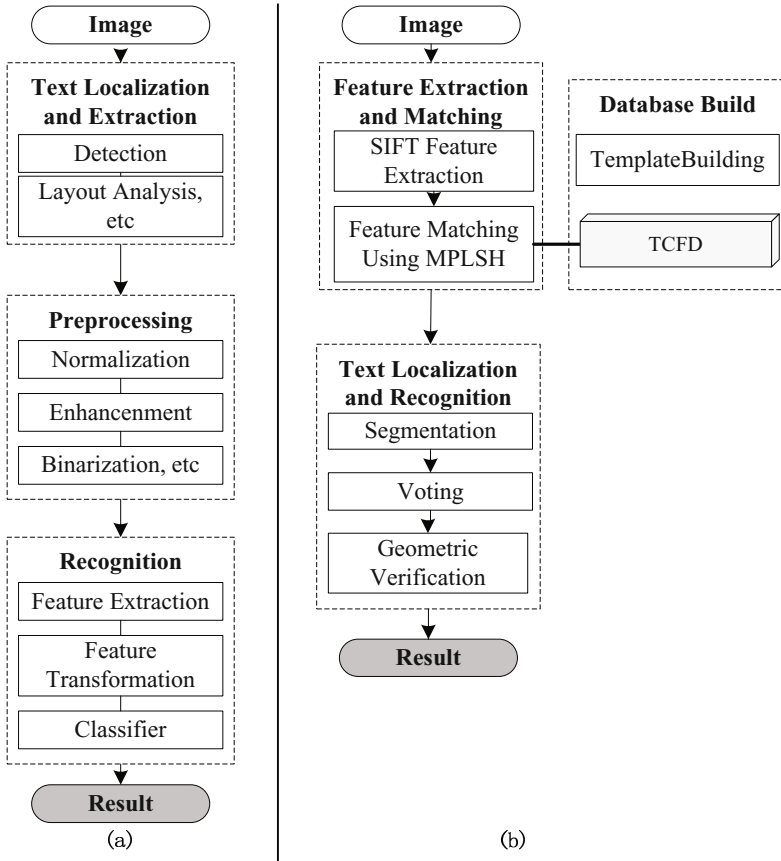 Image
Text Localization
and Extraction
Detection
Layout Analysis,
etc
Preprocessing
Normalization
Enhancenment
Binarization, etc
Recognition
Feature Extraction
Feature
Transformation
Classifier
Result
(a)
Image
Feature Extraction
and Matching
SIFT Feature
Extraction
Feature Matching
Using MPLSH
Database Build
TemplateBuilding
TCFD
Text Localization
and Recognition
Segmentation
Voting
Geometric
Verification
Result
(b)